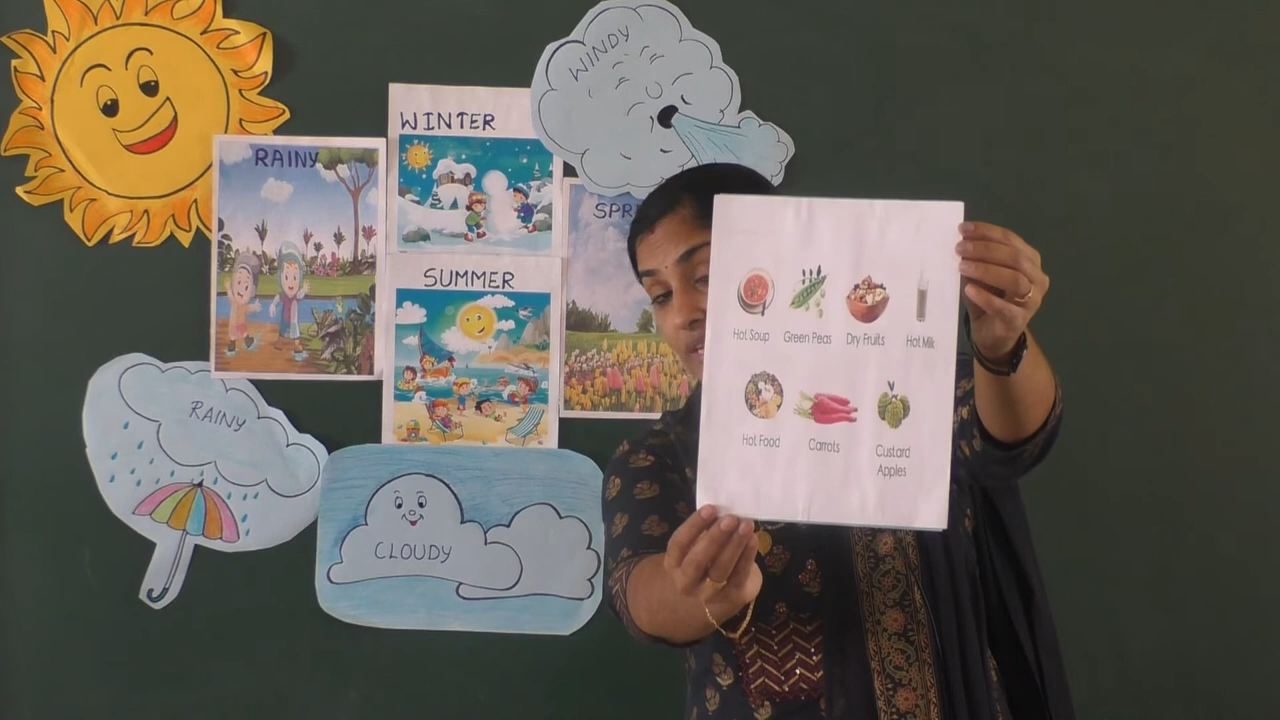 WINDY
WINTER
RAINY
SUMMER
RAINY
CLOUDY
Hot Soup
Green Peas
Dry Fruits
Hot Milk
Hot Food
Carrots
Custard
Apples